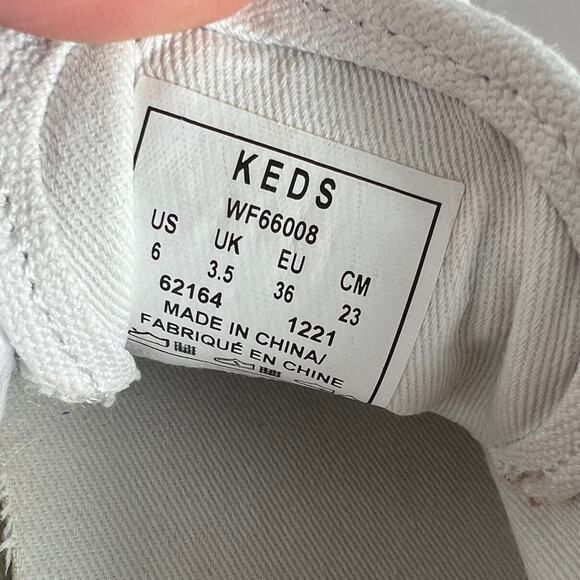 KEDS
WF66008
US UK EU CM
6 3.5 36 23
62164 1221
MADE IN CHINA/
FABRIQUÉ EN CHINE